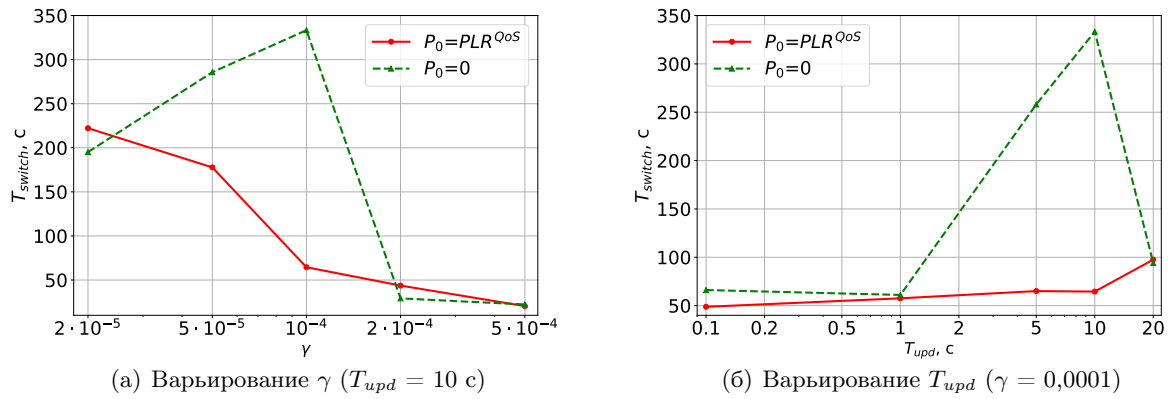 350
300
250
200
150
100
50
T_switch, с
P_0=PLR^QoS
P_0=0
2·10^-5
5·10^-5
10^-4
2·10^-4
5·10^-4
γ
(а) Варьирование γ (T_upd = 10 с)
350
300
250
200
150
100
50
T_switch, с
P_0=PLR^QoS
P_0=0
0.1
0.2
0.5
1
2
5
10
20
T_upd, с
(б) Варьирование T_upd (γ = 0,0001)